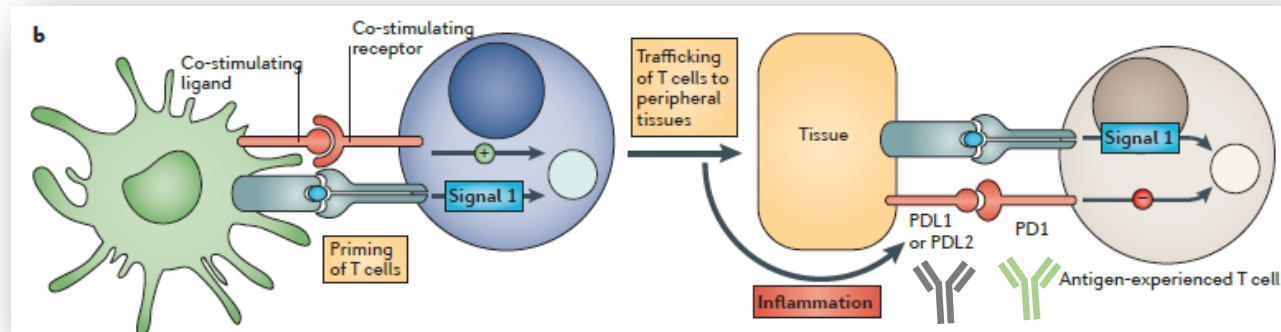 b
Co-stimulating
receptor
Co-stimulating
ligand
Signal 1
Priming
of T cells
Trafficking
of T cells to
peripheral
tissues
Inflammation
Tissue
Signal 1
PDL1
or PDL2
PD1
Antigen-experienced T cell